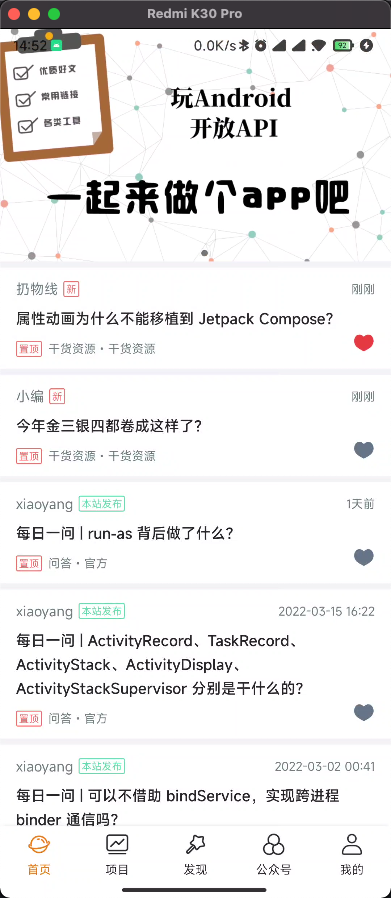 Redmi K30 Pro
14:52
0.0K/s
92
优质好文
常用链接
各类工具
玩Android
开放API
一起来做个app吧
扔物线 新 刚刚
属性动画为什么不能移植到 Jetpack Compose?
置顶 干货资源・干货资源
小编 新 刚刚
今年金三银四都卷成这样了?
置顶 干货资源・干货资源
xiaoyang 本站发布 1天前
每日一问 | run-as 背后做了什么?
置顶 问答・官方
xiaoyang 本站发布 2022-03-15 16:22
每日一问 | ActivityRecord、TaskRecord、
ActivityStack、ActivityDisplay、
ActivityStackSupervisor 分别是干什么的?
置顶 问答・官方
xiaoyang 本站发布 2022-03-02 00:41
每日一问 | 可以不借助 bindService，实现跨进程
binder 通信吗?
首页 项目 发现 公众号 我的